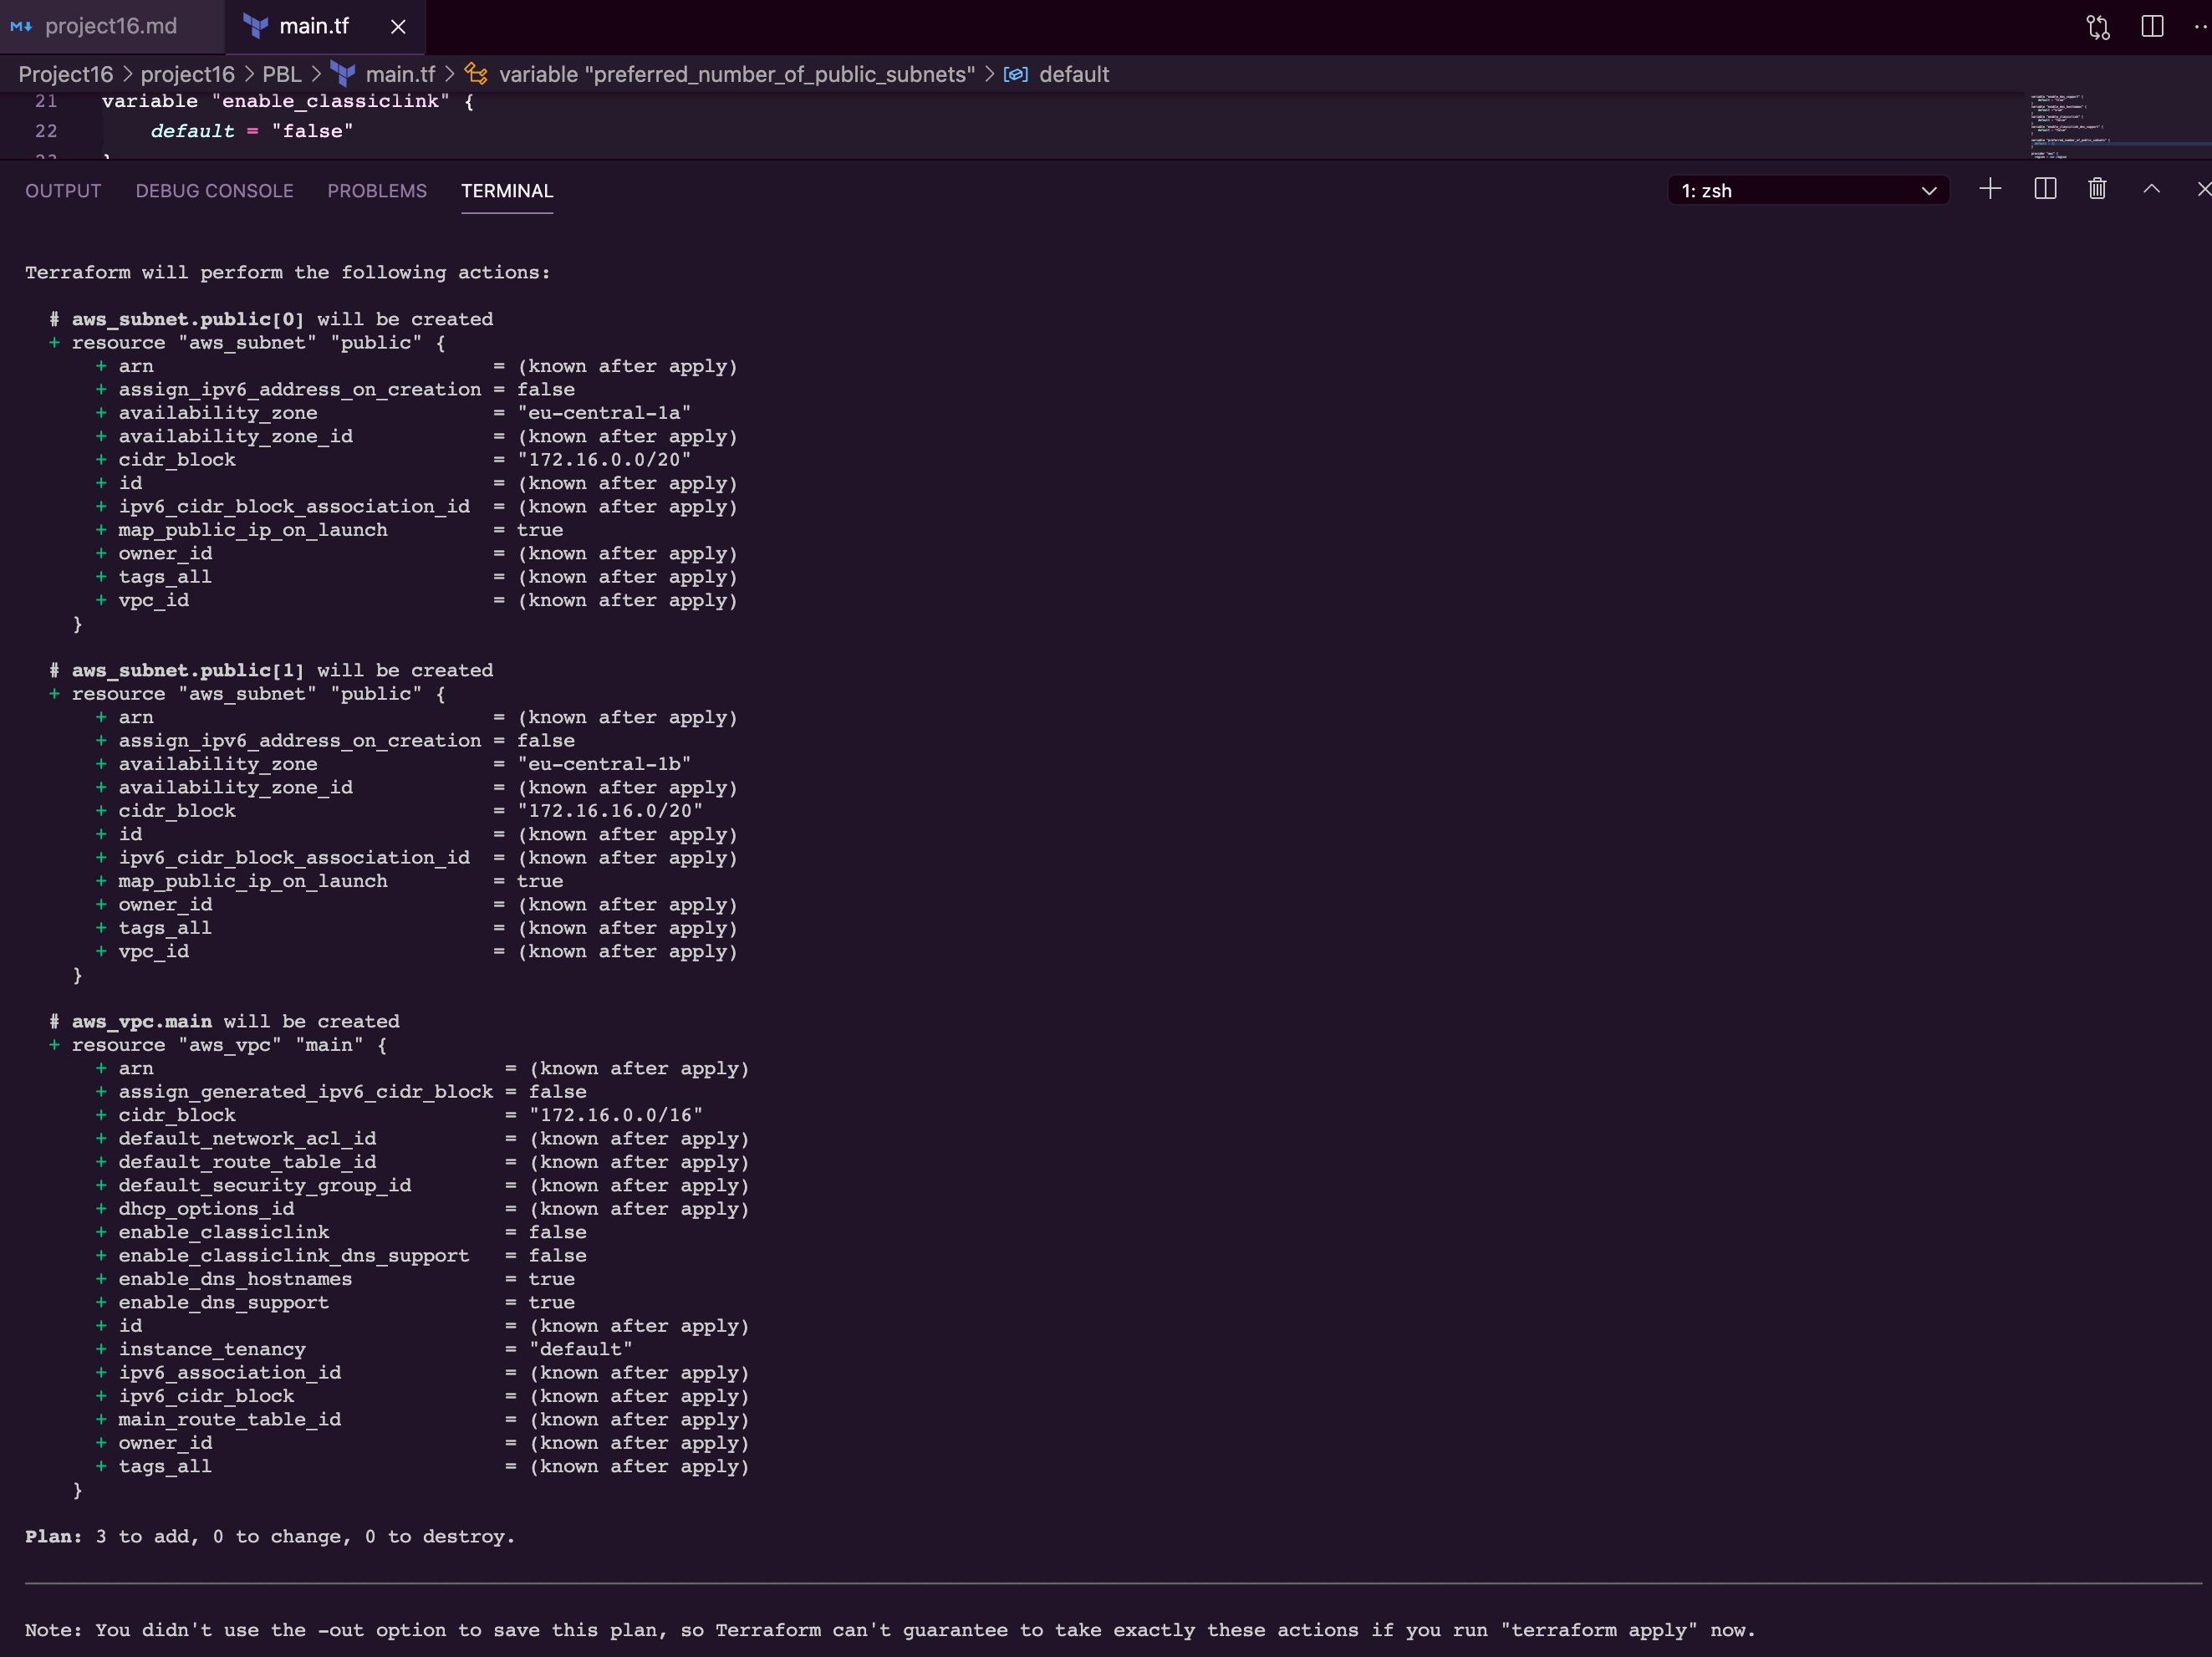 project16.md
main.tf
Project16 > project16 > PBL > main.tf > variable "preferred_number_of_public_subnets" > default
21 variable "enable_classiclink" {
22 default = "false"
OUTPUT DEBUG CONSOLE PROBLEMS TERMINAL
1: zsh
Terraform will perform the following actions:
# aws_subnet.public[0] will be created
+ resource "aws_subnet" "public" {
+ arn = (known after apply)
+ assign_ipv6_address_on_creation = false
+ availability_zone = "eu-central-1a"
+ availability_zone_id = (known after apply)
+ cidr_block = "172.16.0.0/20"
+ id = (known after apply)
+ ipv6_cidr_block_association_id = (known after apply)
+ map_public_ip_on_launch = true
+ owner_id = (known after apply)
+ tags_all = (known after apply)
+ vpc_id = (known after apply)
}
# aws_subnet.public[1] will be created
+ resource "aws_subnet" "public" {
+ arn = (known after apply)
+ assign_ipv6_address_on_creation = false
+ availability_zone = "eu-central-1b"
+ availability_zone_id = (known after apply)
+ cidr_block = "172.16.16.0/20"
+ id = (known after apply)
+ ipv6_cidr_block_association_id = (known after apply)
+ map_public_ip_on_launch = true
+ owner_id = (known after apply)
+ tags_all = (known after apply)
+ vpc_id = (known after apply)
}
# aws_vpc.main will be created
+ resource "aws_vpc" "main" {
+ arn = (known after apply)
+ assign_generated_ipv6_cidr_block = false
+ cidr_block = "172.16.0.0/16"
+ default_network_acl_id = (known after apply)
+ default_route_table_id = (known after apply)
+ default_security_group_id = (known after apply)
+ dhcp_options_id = (known after apply)
+ enable_classiclink = false
+ enable_classiclink_dns_support = false
+ enable_dns_hostnames = true
+ enable_dns_support = true
+ id = (known after apply)
+ instance_tenancy = "default"
+ ipv6_association_id = (known after apply)
+ ipv6_cidr_block = (known after apply)
+ main_route_table_id = (known after apply)
+ owner_id = (known after apply)
+ tags_all = (known after apply)
}
Plan: 3 to add, 0 to change, 0 to destroy.
Note: You didn't use the -out option to save this plan, so Terraform can't guarantee to take exactly these actions if you run "terraform apply" now.